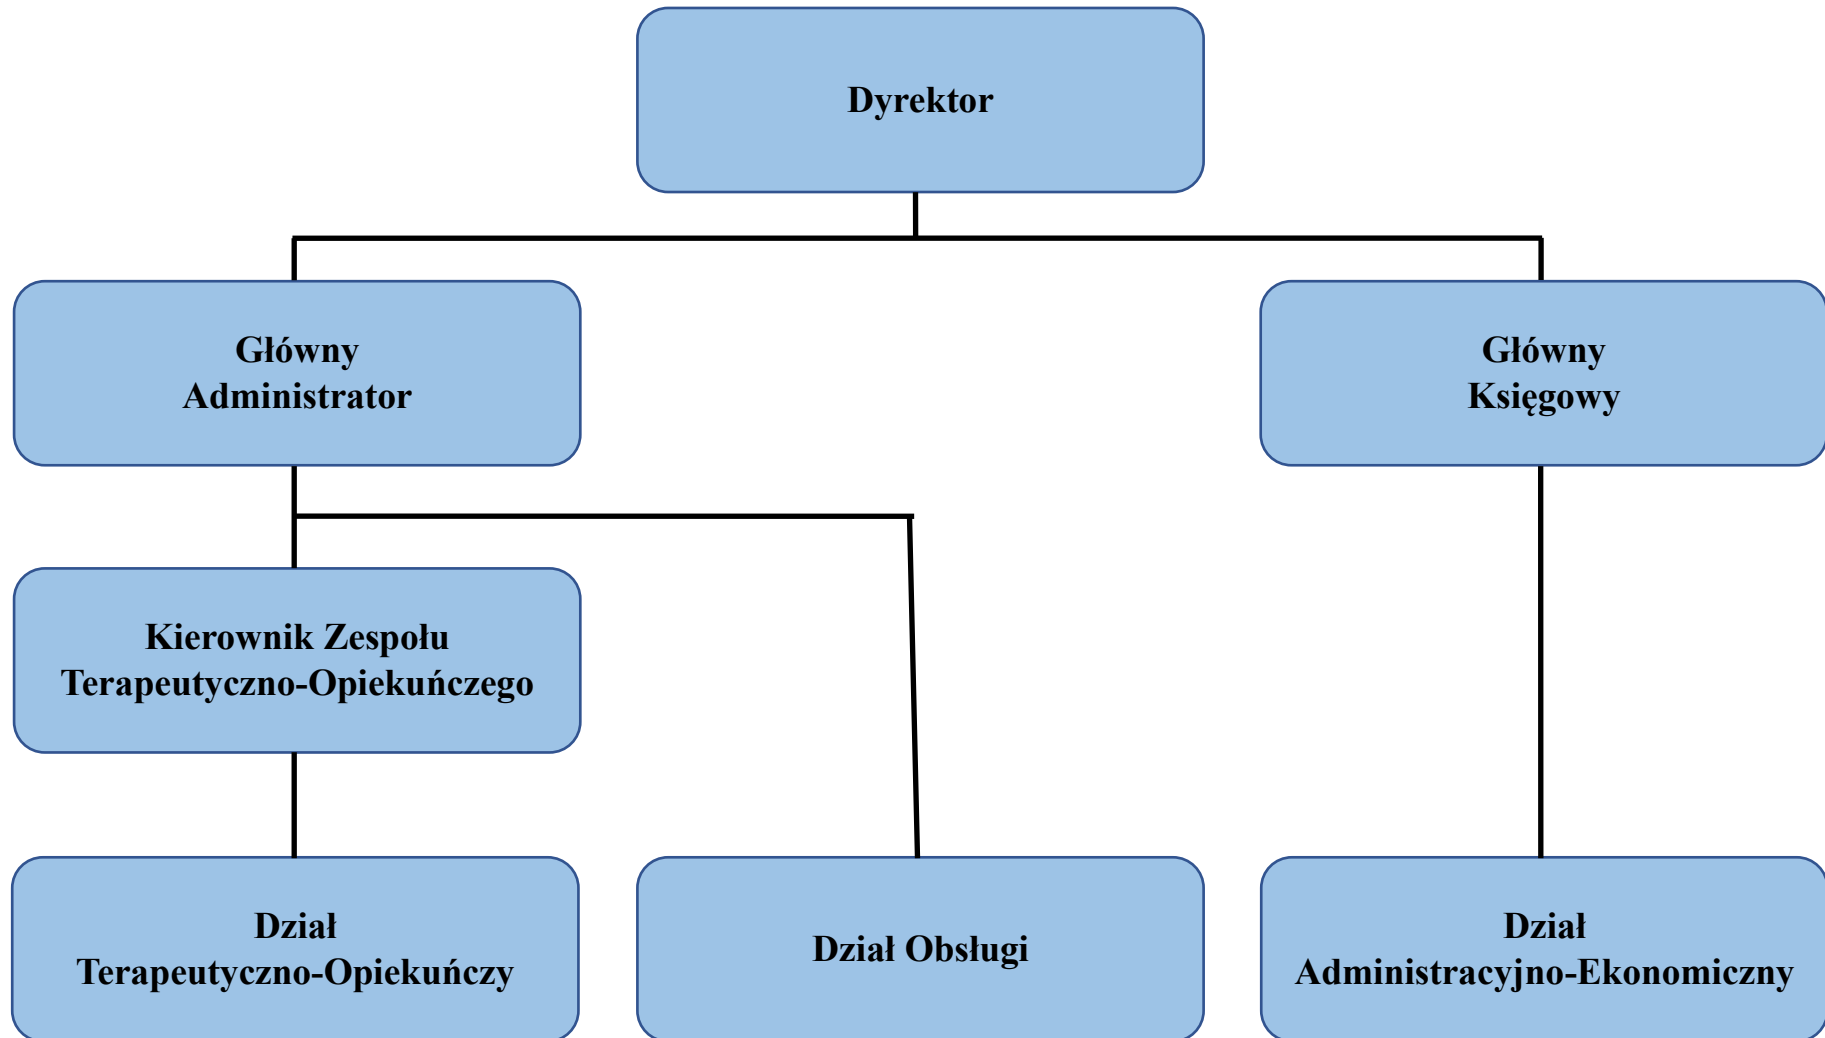 Dyrektor
Główny
Administrator
Główny
Księgowy
Kierownik Zespołu
Terapeutyczno-Opiekuńczego
Dział
Terapeutyczno-Opiekuńczy
Dział Obsługi
Dział
Administracyjno-Ekonomiczny